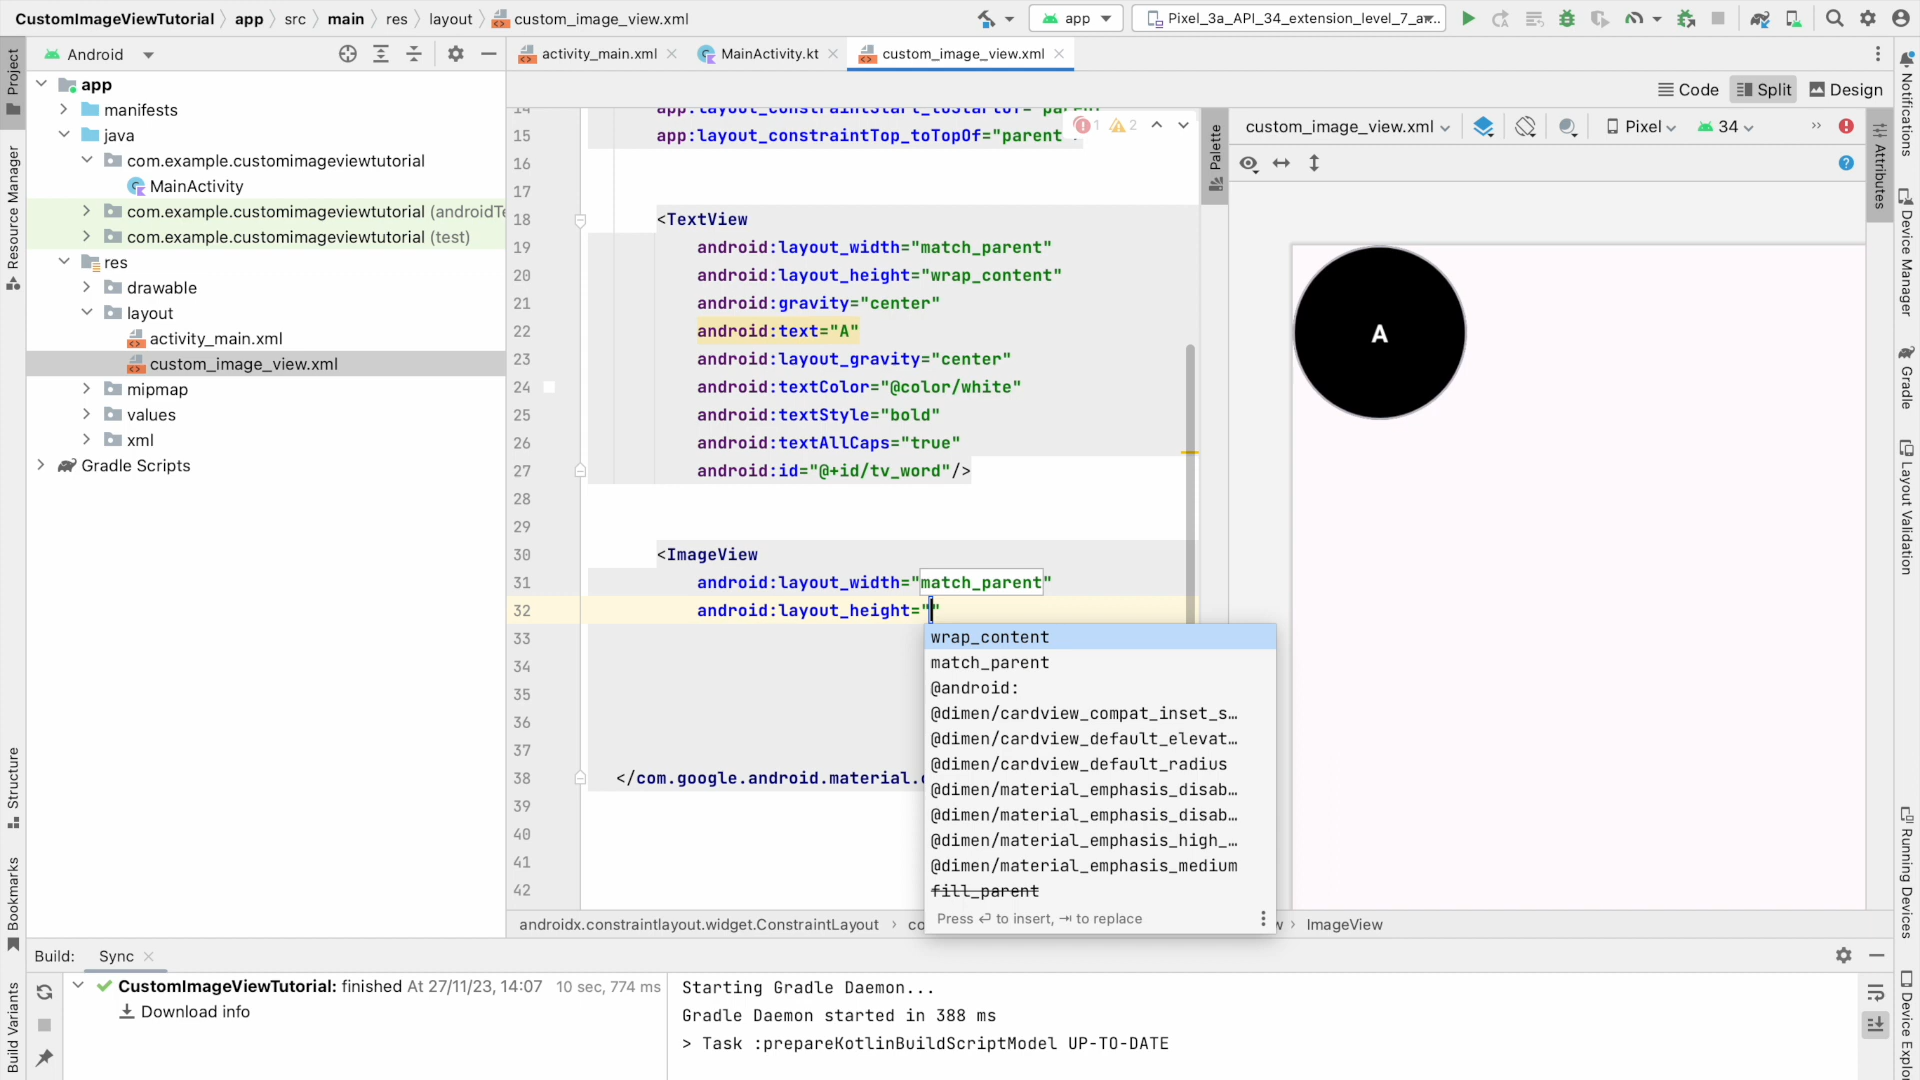 CustomImageViewTutorial app src main res layout custom_image_view.xml
app
Pixel_3a_API_34_extension_level_7_a...
Project
Resource Manager
Structure
Bookmarks
Build Variants
Android
app
manifests
java
com.example.customimageviewtutorial
MainActivity
com.example.customimageviewtutorial (androidTe
com.example.customimageviewtutorial (test)
res
drawable
layout
activity_main.xml
custom_image_view.xml
mipmap
values
xml
Gradle Scripts
activity_main.xml
MainActivity.kt
custom_image_view.xml
Code
Split
Design
14 app:layout_constraintStart_toStartOf="parent"
1 2
15 app:layout_constraintTop_toTopOf="parent"
16
17
18 <TextView
19 android:layout_width="match_parent"
20 android:layout_height="wrap_content"
21 android:gravity="center"
22 android:text="A"
23 android:layout_gravity="center"
24 android:textColor="@color/white"
25 android:textStyle="bold"
26 android:textAllCaps="true"
27 android:id="@+id/tv_word"/>
28
29
30 <ImageView
31 android:layout_width="match_parent"
32 android:layout_height=""
33
34
35
36
37
38 </com.google.android.material.
39
40
41
42
wrap_content
match_parent
@android:
@dimen/cardview_compat_inset_s...
@dimen/cardview_default_elevat...
@dimen/cardview_default_radius
@dimen/material_emphasis_disab...
@dimen/material_emphasis_disab...
@dimen/material_emphasis_high_...
@dimen/material_emphasis_medium
fill_parent
Press ↵ to insert, ⇥ to replace
androidx.constraintlayout.widget.ConstraintLayout › co
w › ImageView
Palette
custom_image_view.xml
Pixel
34
A
Attributes
Notifications
Device Manager
Gradle
Layout Validation
Running Devices
Device Explo
Build: Sync
CustomImageViewTutorial: finished At 27/11/23, 14:07 10 sec, 774 ms
Download info
Starting Gradle Daemon...
Gradle Daemon started in 388 ms
> Task :prepareKotlinBuildScriptModel UP-TO-DATE